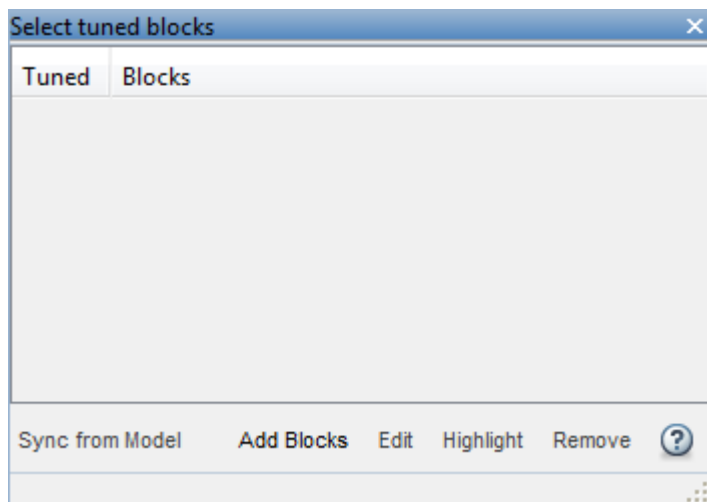 Select tuned blocks
Tuned Blocks
Sync from Model Add Blocks Edit Highlight Remove ?